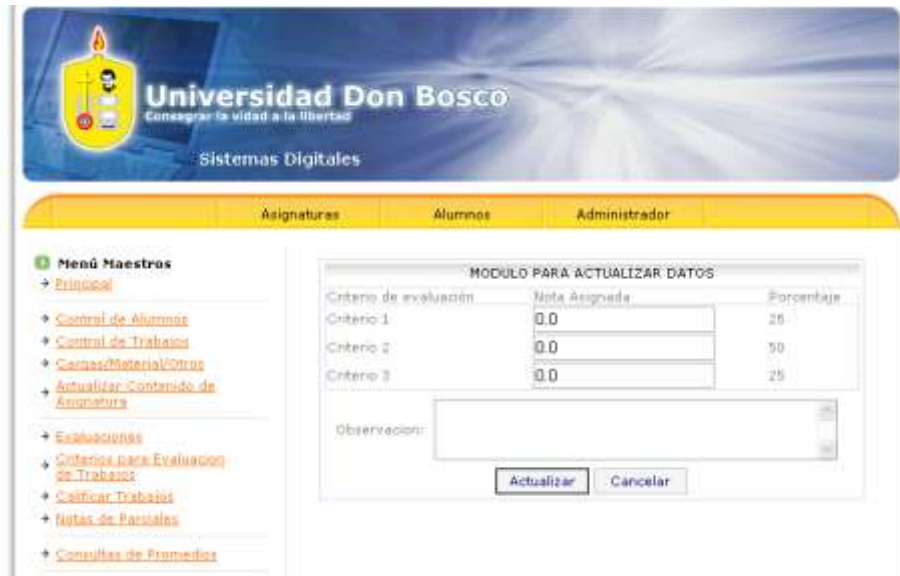 Universidad Don Bosco
Consagrar la vidad a la libertad
Sistemas Digitales
Asignaturas Alumnos Administrador
Menú Maestros
Principal
Control de Alumnos
Control de Trabajos
Cargas/Material/Otros
Actualizar Contenido de
Asignatura
Evaluaciones
Criterios para Evaluacion
de Trabajos
Calificar Trabajos
Notas de Parciales
Consultas de Promedios
MODULO PARA ACTUALIZAR DATOS
Criterio de evaluación Nota Asignada Porcentaje
Criterio 1 0.0 25
Criterio 2 0.0 50
Criterio 3 0.0 25
Observacion:
Actualizar Cancelar